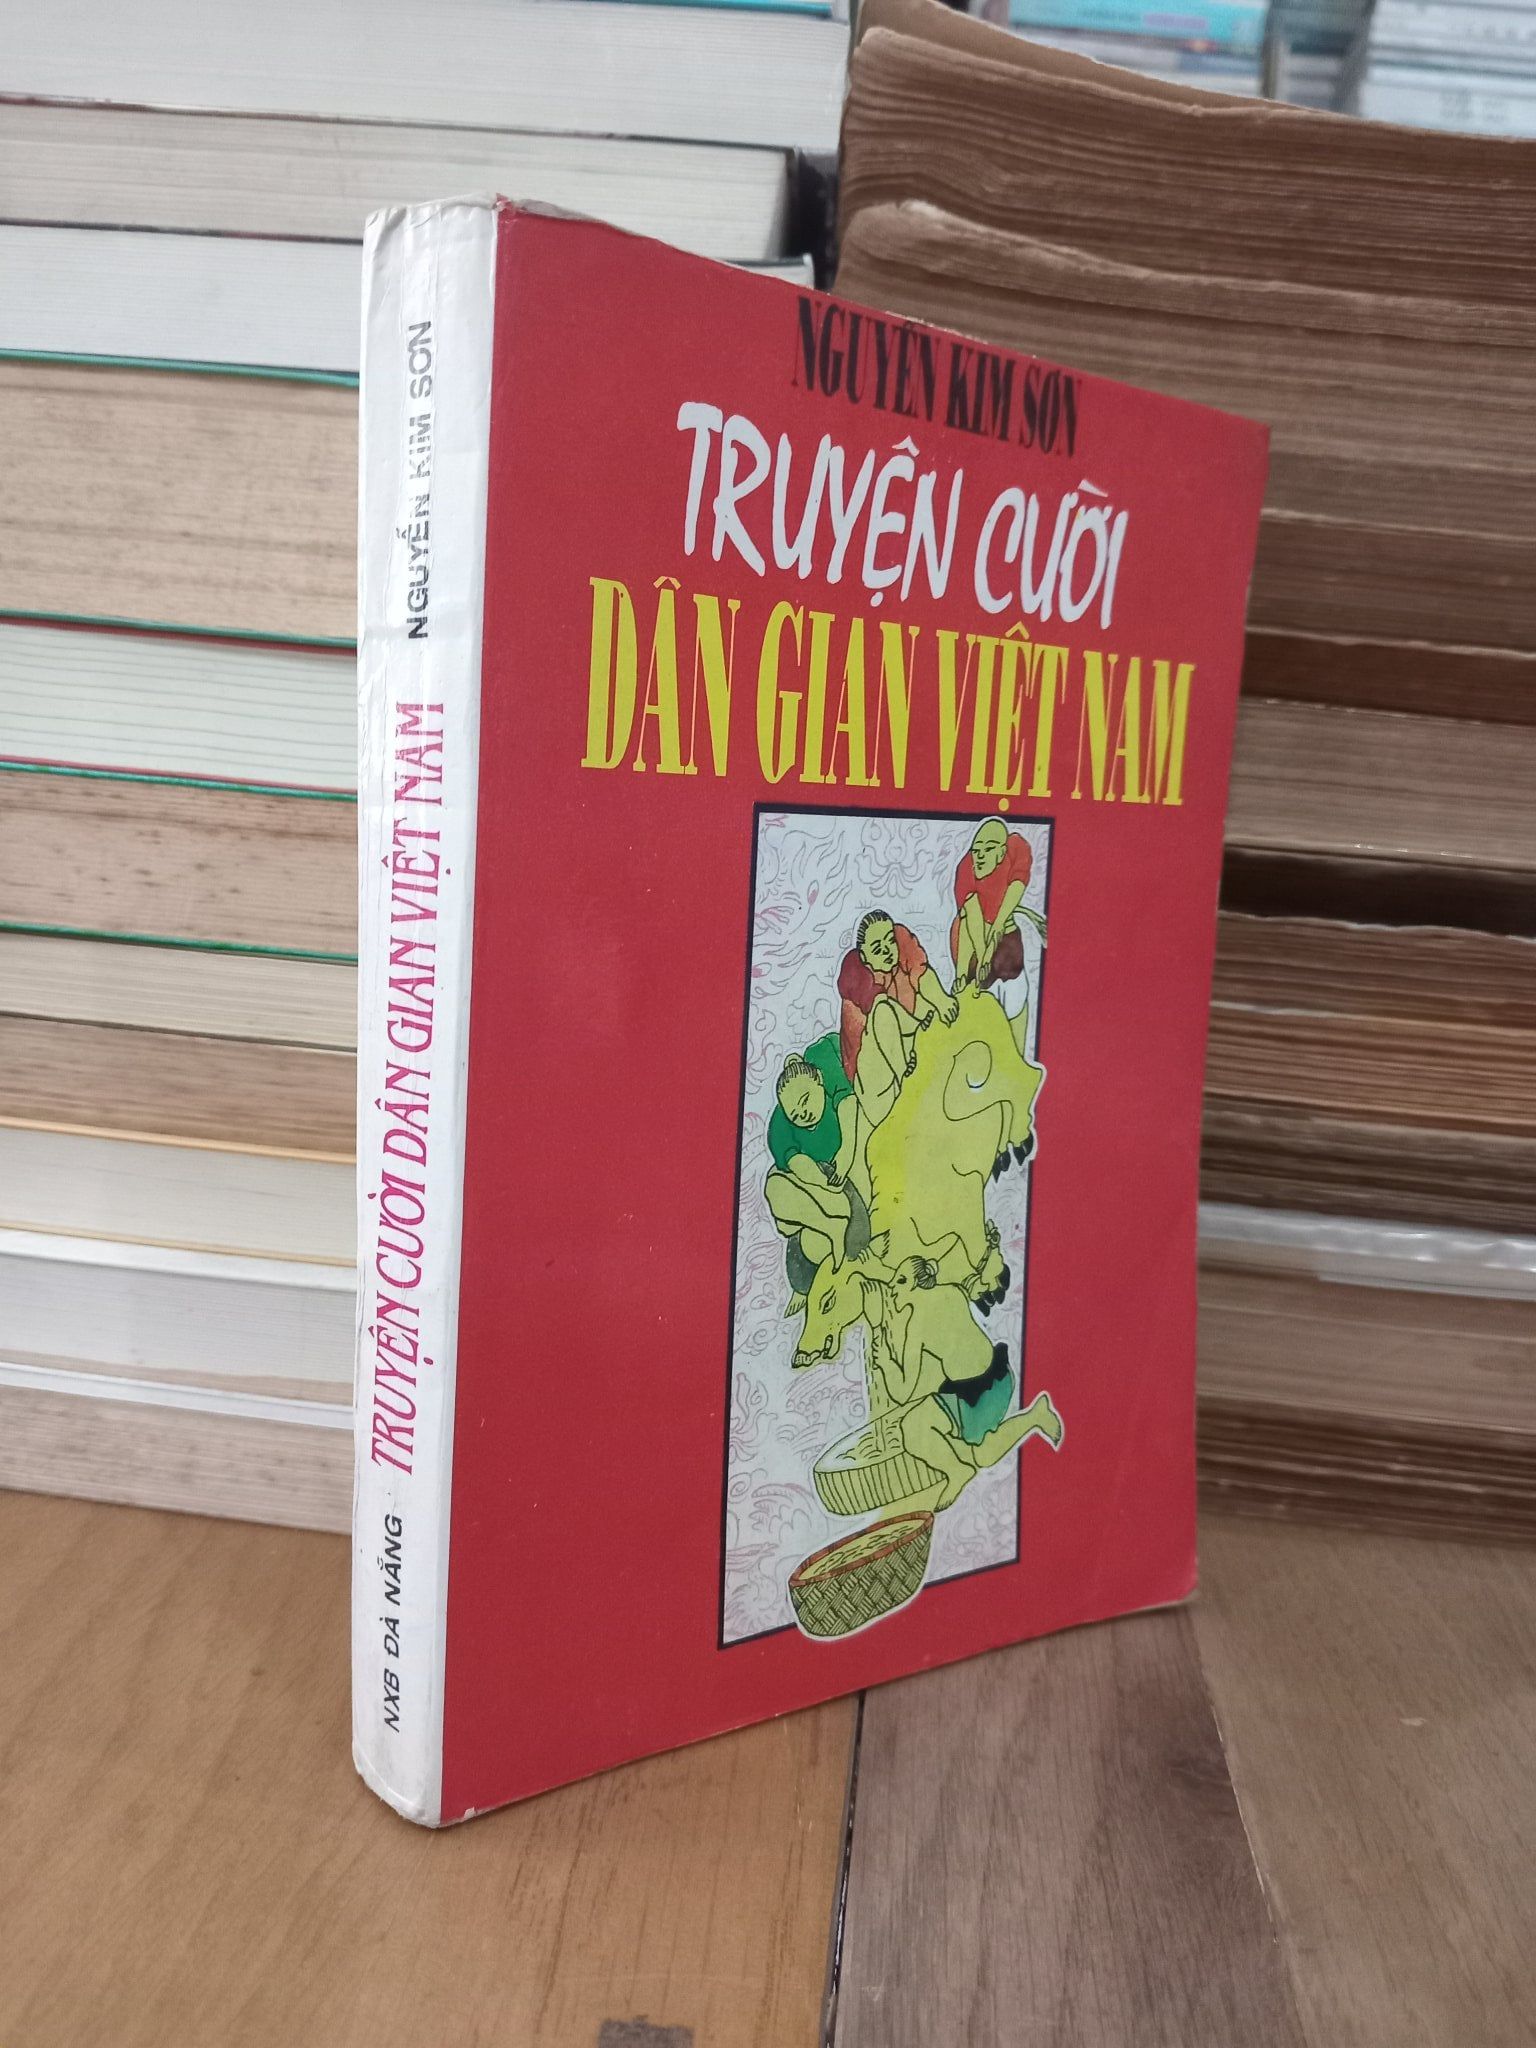 NGUYỄN KIM SƠN
TRUYỆN CƯỜI
DÂN GIAN VIỆT NAM
NXB ĐÀ NẴNG TRUYỆN CƯỜI DÂN GIAN VIỆT NAM NGUYỄN KIM SƠN